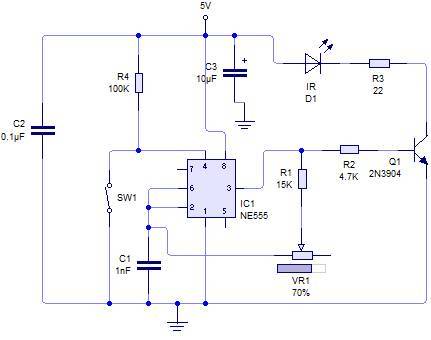 5V
C3
10µF
R4
100K
IR
D1
R3
22
C2
0.1µF
SW1
7
6
2
4
8
3
1
5
IC1
NE555
R1
15K
R2
4.7K
Q1
2N3904
C1
1nF
VR1
70%
+